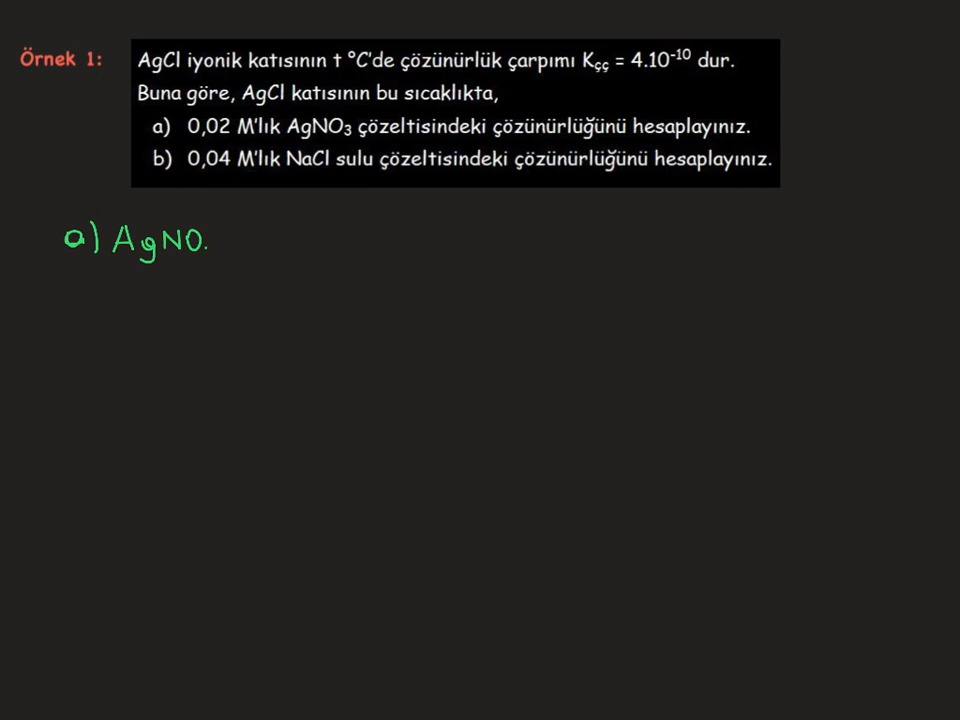 Örnek 1: AgCl iyonik katısının t °C'de çözünürlük çarpımı Kçç = 4.10⁻¹⁰ dur.
Buna göre, AgCl katısının bu sıcaklıkta,
a) 0,02 M'lık AgNO₃ çözeltisindeki çözünürlüğünü hesaplayınız.
b) 0,04 M'lık NaCl sulu çözeltisindeki çözünürlüğünü hesaplayınız.
a) AgNO.